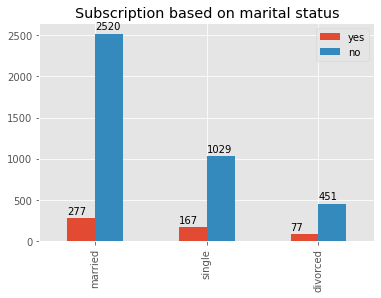 Subscription based on marital status
2500
2000
1500
1000
500
0
277
2520
167
1029
77
451
yes
no
married
single
divorced